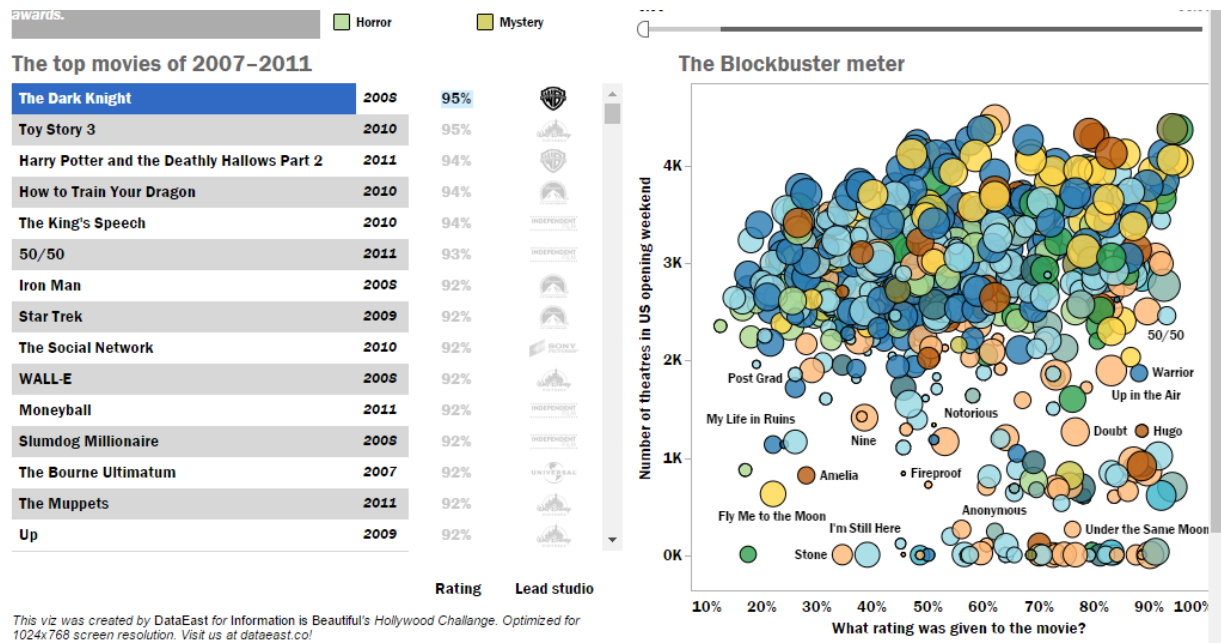 awards.
Horror
Mystery
The top movies of 2007–2011
The Dark Knight 2008 95%
Toy Story 3 2010 95%
Harry Potter and the Deathly Hallows Part 2 2011 94%
How to Train Your Dragon 2010 94%
The King's Speech 2010 94% INDEPENDENT
50/50 2011 93% INDEPENDENT
Iron Man 2008 92%
Star Trek 2009 92%
The Social Network 2010 92% SONY
WALL-E 2008 92%
Moneyball 2011 92% INDEPENDENT
Slumdog Millionaire 2008 92% INDEPENDENT
The Bourne Ultimatum 2007 92% UNIVERSAL
The Muppets 2011 92%
Up 2009 92%
Rating Lead studio
This viz was created by DataEast for Information is Beautiful's Hollywood Challange. Optimized for
1024x768 screen resolution. Visit us at dataeast.co!
The Blockbuster meter
Number of theatres in US opening weekend
4K
3K
2K
1K
0K
50/50
Post Grad
Warrior
Up in the Air
My Life in Ruins
Notorious
Nine
Doubt
Hugo
Amelia
Fireproof
Fly Me to the Moon
Anonymous
I'm Still Here
Under the Same Moon
Stone
10% 20% 30% 40% 50% 60% 70% 80% 90% 100%
What rating was given to the movie?